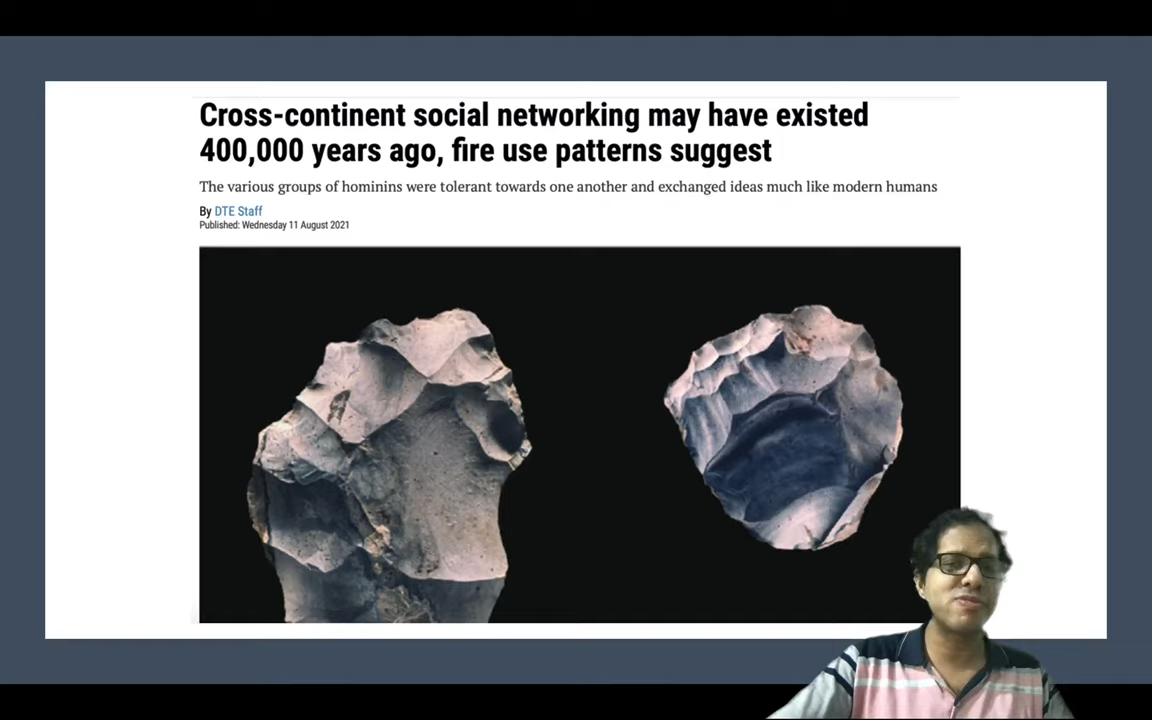 Cross-continent social networking may have existed
400,000 years ago, fire use patterns suggest
The various groups of hominins were tolerant towards one another and exchanged ideas much like modern humans
By DTE Staff
Published: Wednesday 11 August 2021